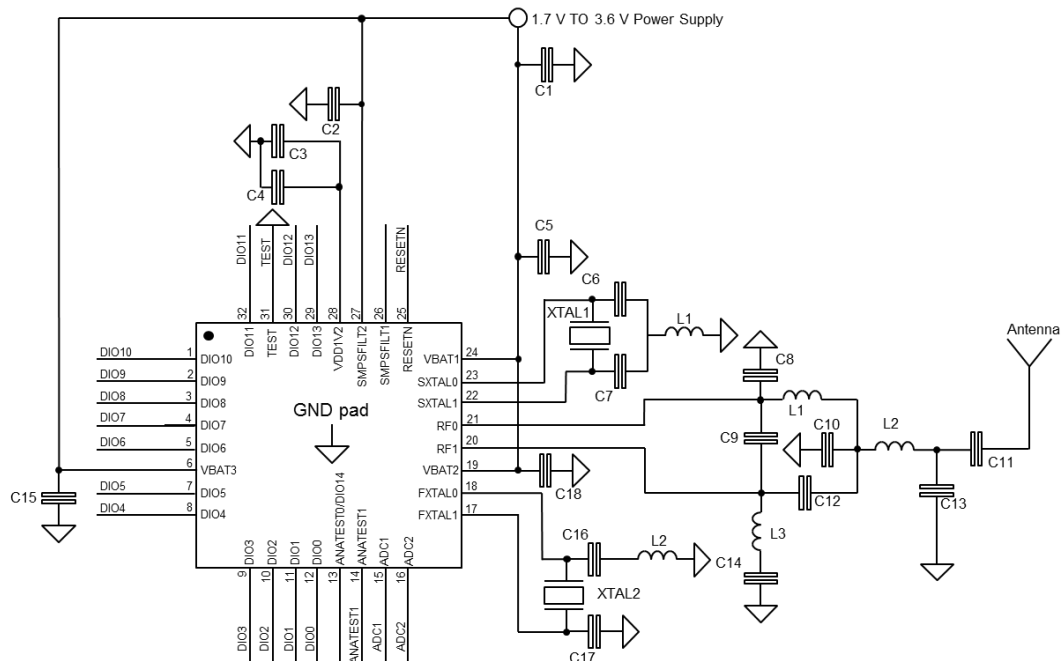 1.7 V TO 3.6 V Power Supply
C1
C2
C3
C4
C5
C6
XTAL1
L1
C7
DIO11
TEST
DIO12
DIO13
RESETN
32
31
30
29
28
27
26
25
DIO11
TEST
DIO12
DIO13
VDD1V2
SMPSFILT2
SMPSFILT1
RESETN
DIO10
1
DIO10
DIO9
2
DIO9
DIO8
3
DIO8
DIO7
4
DIO7
DIO6
5
DIO6
6
VBAT3
DIO5
7
DIO5
DIO4
8
DIO4
C15
GND pad
VBAT1
24
SXTAL0
23
SXTAL1
22
RF0
21
RF1
20
VBAT2
19
FXTAL0
18
FXTAL1
17
C8
L1
C9
C10
L2
C11
Antenna
C12
C13
L3
C14
C18
C16
L2
XTAL2
C17
DIO3
DIO2
DIO1
DIO0
ANATEST0/DIO14
ANATEST1
ADC1
ADC2
9
10
11
12
13
14
15
16
DIO3
DIO2
DIO1
DIO0
ANATEST1
ADC1
ADC2